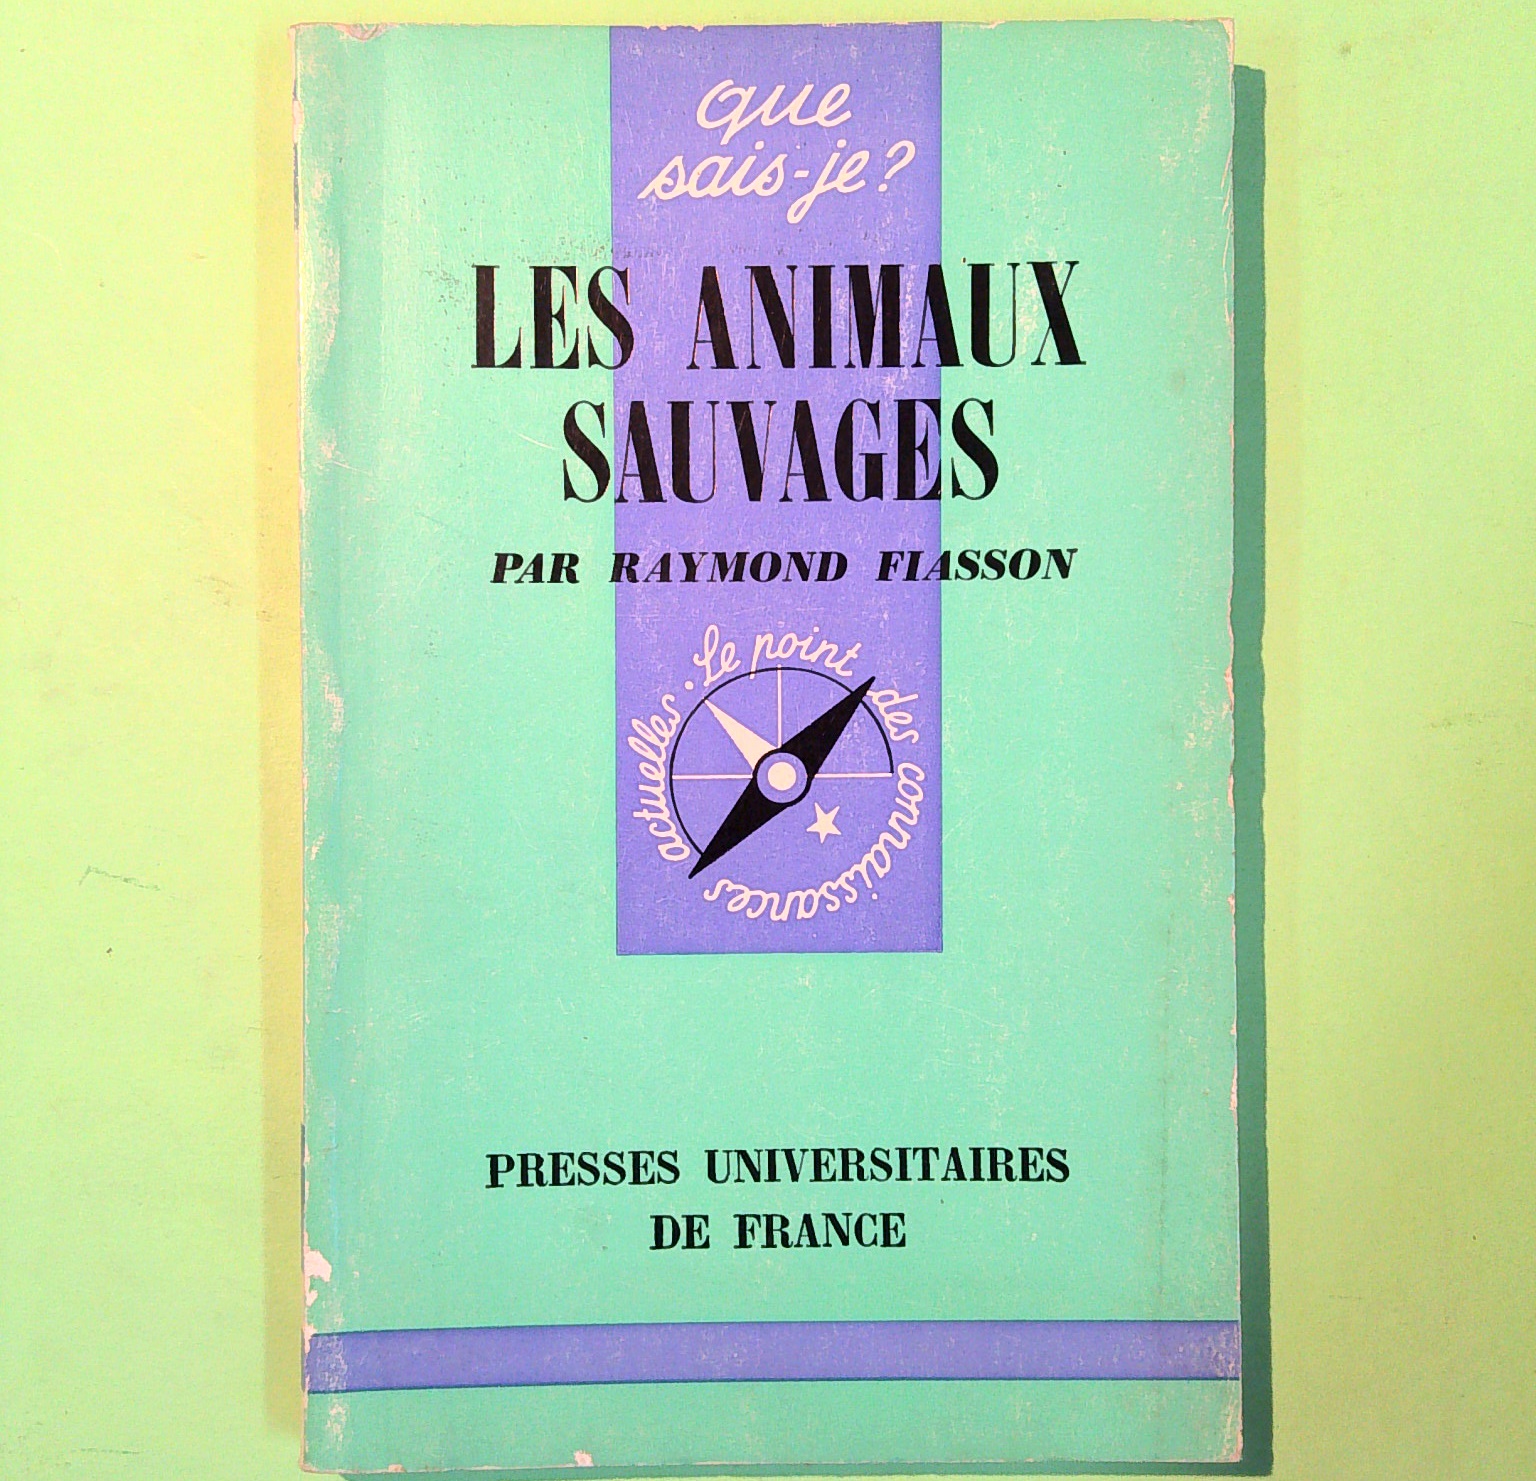 que
sais-je?
LES ANIMAUX
SAUVAGES
PAR RAYMOND FIASSON
Le point des connaissances actuelles.
PRESSES UNIVERSITAIRES
DE FRANCE